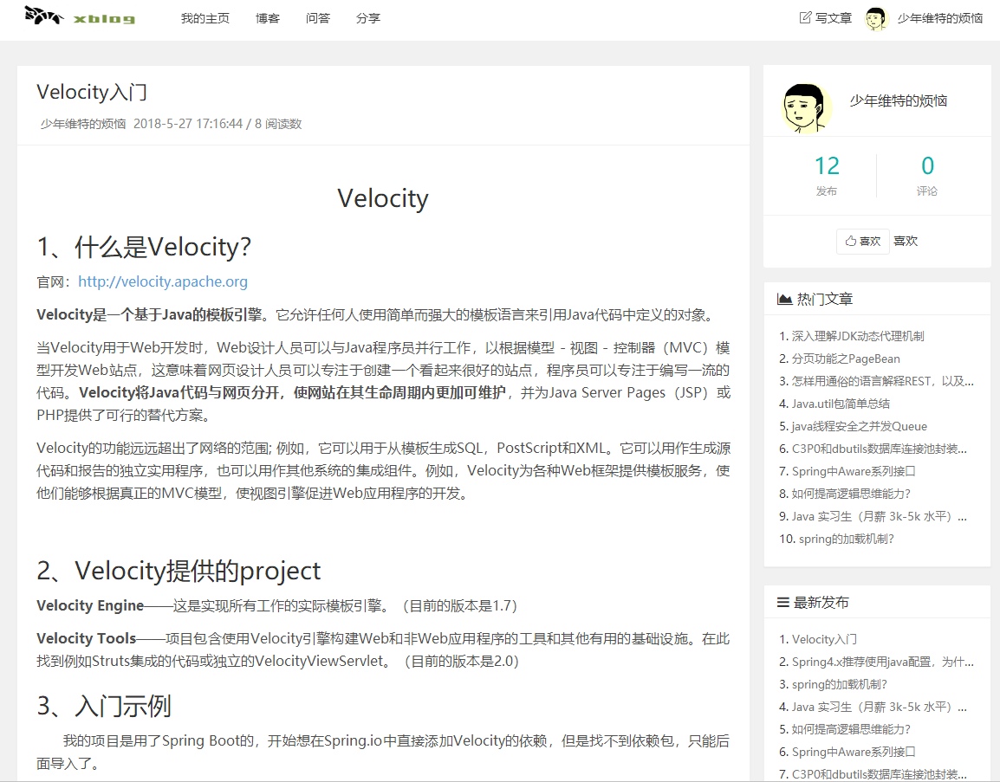 xblog 我的主页 博客 问答 分享 写文章 少年维特的烦恼
Velocity入门
少年维特的烦恼 2018-5-27 17:16:44 / 8 阅读数
Velocity
1、什么是Velocity?
官网：http://velocity.apache.org
Velocity是一个基于Java的模板引擎。它允许任何人使用简单而强大的模板语言来引用Java代码中定义的对象。
当Velocity用于Web开发时，Web设计人员可以与Java程序员并行工作，以根据模型 - 视图 - 控制器（MVC）模
型开发Web站点，这意味着网页设计人员可以专注于创建一个看起来很好的站点，程序员可以专注于编写一流的
代码。Velocity将Java代码与网页分开，使网站在其生命周期内更加可维护，并为Java Server Pages（JSP）或
PHP提供了可行的替代方案。
Velocity的功能远远超出了网络的范围; 例如，它可以用于从模板生成SQL，PostScript和XML。它可以用作生成源
代码和报告的独立实用程序，也可以用作其他系统的集成组件。例如，Velocity为各种Web框架提供模板服务，使
他们能够根据真正的MVC模型，使视图引擎促进Web应用程序的开发。
2、Velocity提供的project
Velocity Engine——这是实现所有工作的实际模板引擎。（目前的版本是1.7）
Velocity Tools——项目包含使用Velocity引擎构建Web和非Web应用程序的工具和其他有用的基础设施。在此
找到例如Struts集成的代码或独立的VelocityViewServlet。（目前的版本是2.0）
3、入门示例
我的项目是用了Spring Boot的，开始想在Spring.io中直接添加Velocity的依赖，但是找不到依赖包，只能后
面导入了。
少年维特的烦恼
12 0
发布 评论
喜欢 喜欢
热门文章
1. 深入理解JDK动态代理机制
2. 分页功能之PageBean
3. 怎样用通俗的语言解释REST，以及...
4. Java.util包简单总结
5. java线程安全之并发Queue
6. C3P0和dbutils数据库连接池封装...
7. Spring中Aware系列接口
8. 如何提高逻辑思维能力?
9. Java 实习生（月薪 3k-5k 水平）...
10. spring的加载机制?
最新发布
1. Velocity入门
2. Spring4.x推荐使用java配置，为什...
3. spring的加载机制?
4. Java 实习生（月薪 3k-5k 水平）...
5. 如何提高逻辑思维能力?
6. Spring中Aware系列接口
7. C3P0和dbutils数据库连接池封装...